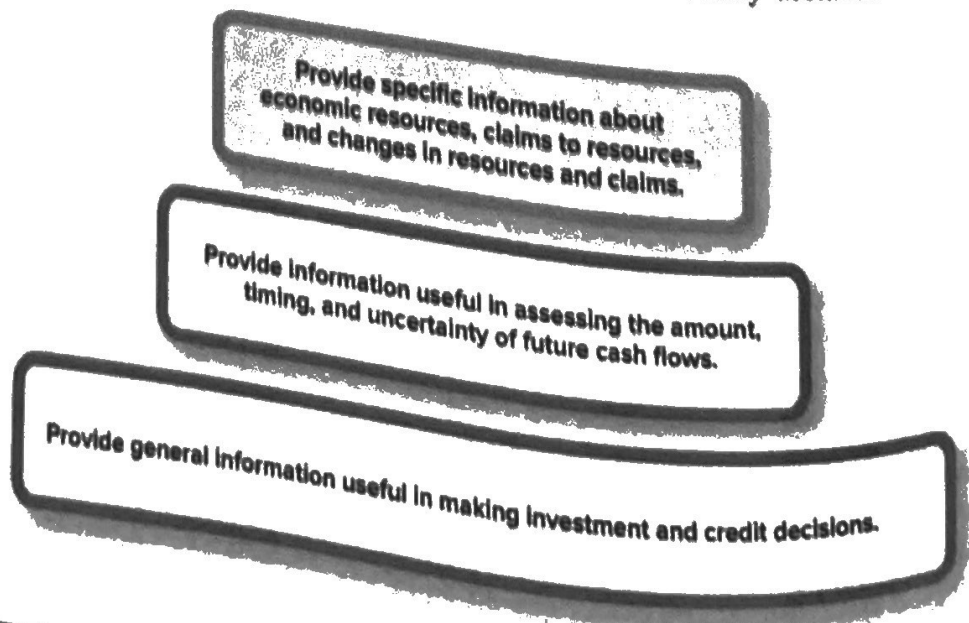 Provide specific information about
economic resources, claims to resources,
and changes in resources and claims.
Provide information useful in assessing the amount,
timing, and uncertainty of future cash flows.
Provide general information useful in making investment and credit decisions.